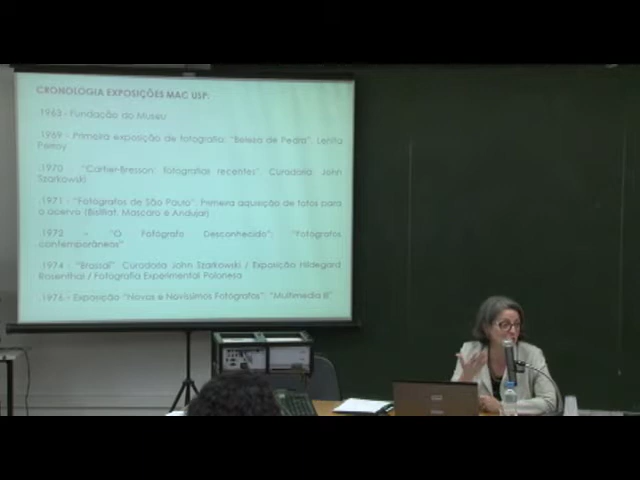 CRONOLOGIA EXPOSIÇÕES MAC USP:
.1963 - Fundação do Museu
.1969 - Primeira exposição de fotografia: "Beleza de Pedra". Lenita Perroy
.1970 - "Cartier-Bresson: fotografias recentes". Curadoria: John Szarkowski
.1971 - "Fotógrafos de São Paulo": Primeira aquisição de fotos para o acervo (Bisilliat, Mascaro e Andujar)
.1972 – "O Fotógrafo Desconhecido"; "Fotógrafos contemporâneos"
.1974 - "Brassaï". Curadoria John Szarkowski / Exposição Hildegard Rosenthal / Fotografia Experimental Polonesa
.1976 – Exposição "Novos e Novíssimos Fotógrafos"; "Multimedia III"